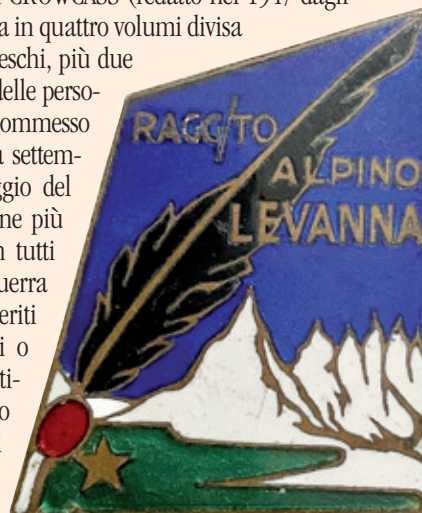 CROWCASS (redatto nel 1947 dagli
a in quattro volumi divisa
eschi, più due
delle perso-
ommesso
a settem-
ggio del
ne più
n tutti
uerra
eriti
i o
ti-
o
i
RAGG/TO
ALPINO
LEVANNA